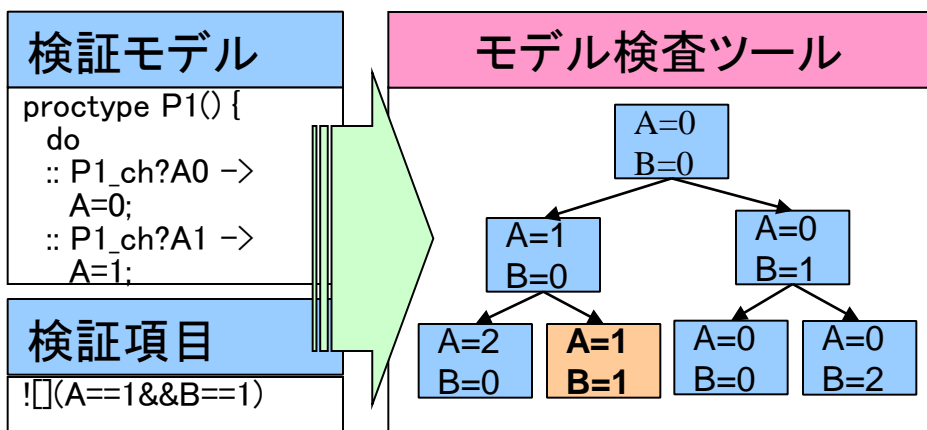 検証モデル
proctype P1() {
do
:: P1_ch?A0 ->
A=0;
:: P1_ch?A1 ->
A=1;
検証項目
![](A==1&&B==1)
モデル検査ツール
A=0
B=0
A=1
B=0
A=0
B=1
A=2
B=0
A=1
B=1
A=0
B=0
A=0
B=2